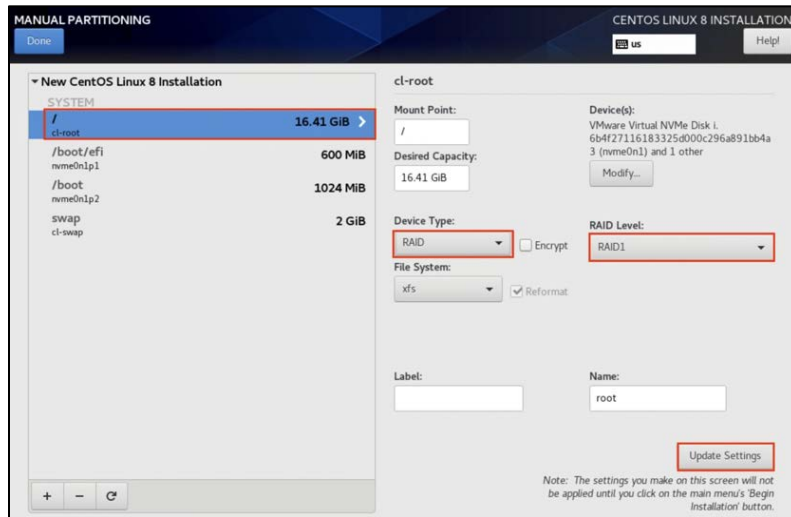 MANUAL PARTITIONING
CENTOS LINUX 8 INSTALLATION
Done
us
Help!
New CentOS Linux 8 Installation
SYSTEM
/
16.41 GiB
cl-root
/boot/efi
600 MiB
nvme0n1p1
/boot
1024 MiB
nvme0n1p2
swap
2 GiB
cl-swap
cl-root
Mount Point:
/
Desired Capacity:
16.41 GiB
Device(s):
VMware Virtual NVMe Disk i.
6b4f27116183325d000c296a891bb4a
3 (nvme0n1) and 1 other
Modify...
Device Type:
RAID
Encrypt
RAID Level:
RAID1
File System:
xfs
Reformat
Label:
Name:
root
Update Settings
Note: The settings you make on this screen will not
be applied until you click on the main menu's 'Begin
Installation' button.
+ −